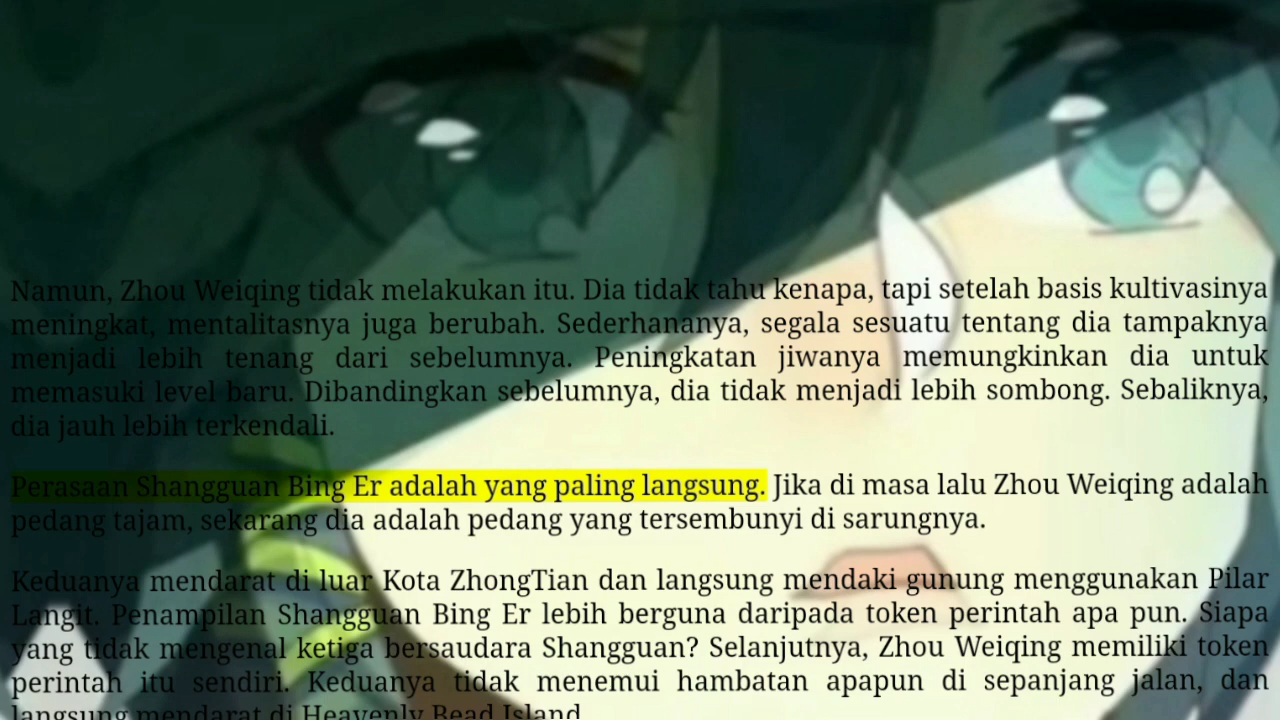 Namun, Zhou Weiqing tidak melakukan itu. Dia tidak tahu kenapa, tapi setelah basis kultivasinya
meningkat, mentalitasnya juga berubah. Sederhananya, segala sesuatu tentang dia tampaknya
menjadi lebih tenang dari sebelumnya. Peningkatan jiwanya memungkinkan dia untuk
memasuki level baru. Dibandingkan sebelumnya, dia tidak menjadi lebih sombong. Sebaliknya,
dia jauh lebih terkendali.
Perasaan Shangguan Bing Er adalah yang paling langsung. Jika di masa lalu Zhou Weiqing adalah
pedang tajam, sekarang dia adalah pedang yang tersembunyi di sarungnya.
Keduanya mendarat di luar Kota ZhongTian dan langsung mendaki gunung menggunakan Pilar
Langit. Penampilan Shangguan Bing Er lebih berguna daripada token perintah apa pun. Siapa
yang tidak mengenal ketiga bersaudara Shangguan? Selanjutnya, Zhou Weiqing memiliki token
perintah itu sendiri. Keduanya tidak menemui hambatan apapun di sepanjang jalan, dan
langsung mendarat di Heavenly Bead Island.